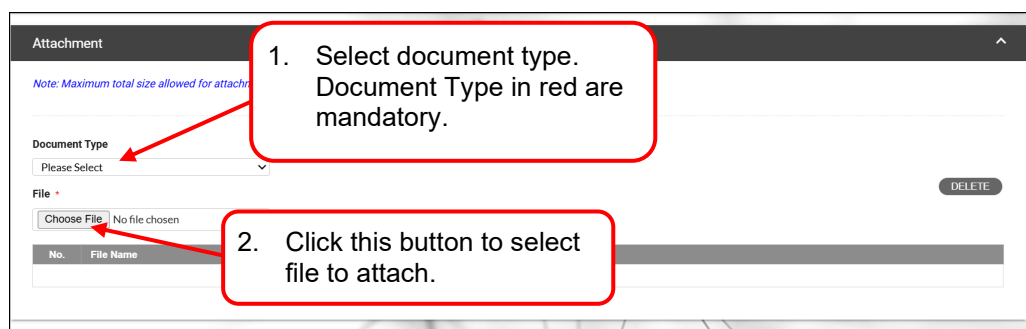 Attachment
Note: Maximum total size allowed for
1. Select document type.
Document Type in red are
mandatory.
Document Type
Please Select
File *
DELETE
Choose File No file chosen
2. Click this button to select
file to attach.
No. File Name